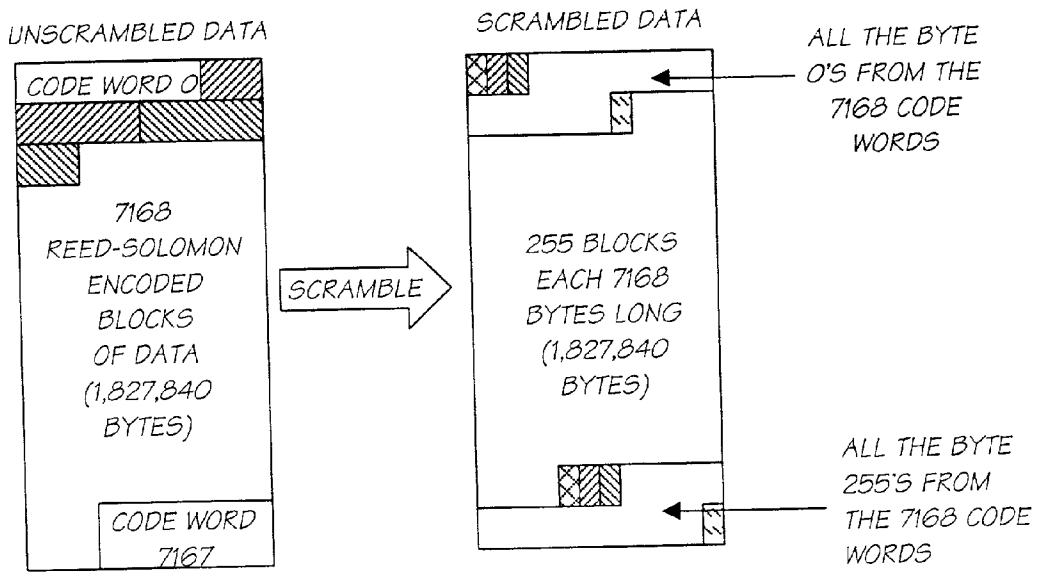 UNSCRAMBLED DATA
CODE WORD 0
7168
REED-SOLOMON
ENCODED
BLOCKS
OF DATA
(1,827,840
BYTES)
CODE WORD
7167
SCRAMBLE
SCRAMBLED DATA
255 BLOCKS
EACH 7168
BYTES LONG
(1,827,840
BYTES)
ALL THE BYTE
0'S FROM THE
7168 CODE
WORDS
ALL THE BYTE
255'S FROM
THE 7168 CODE
WORDS